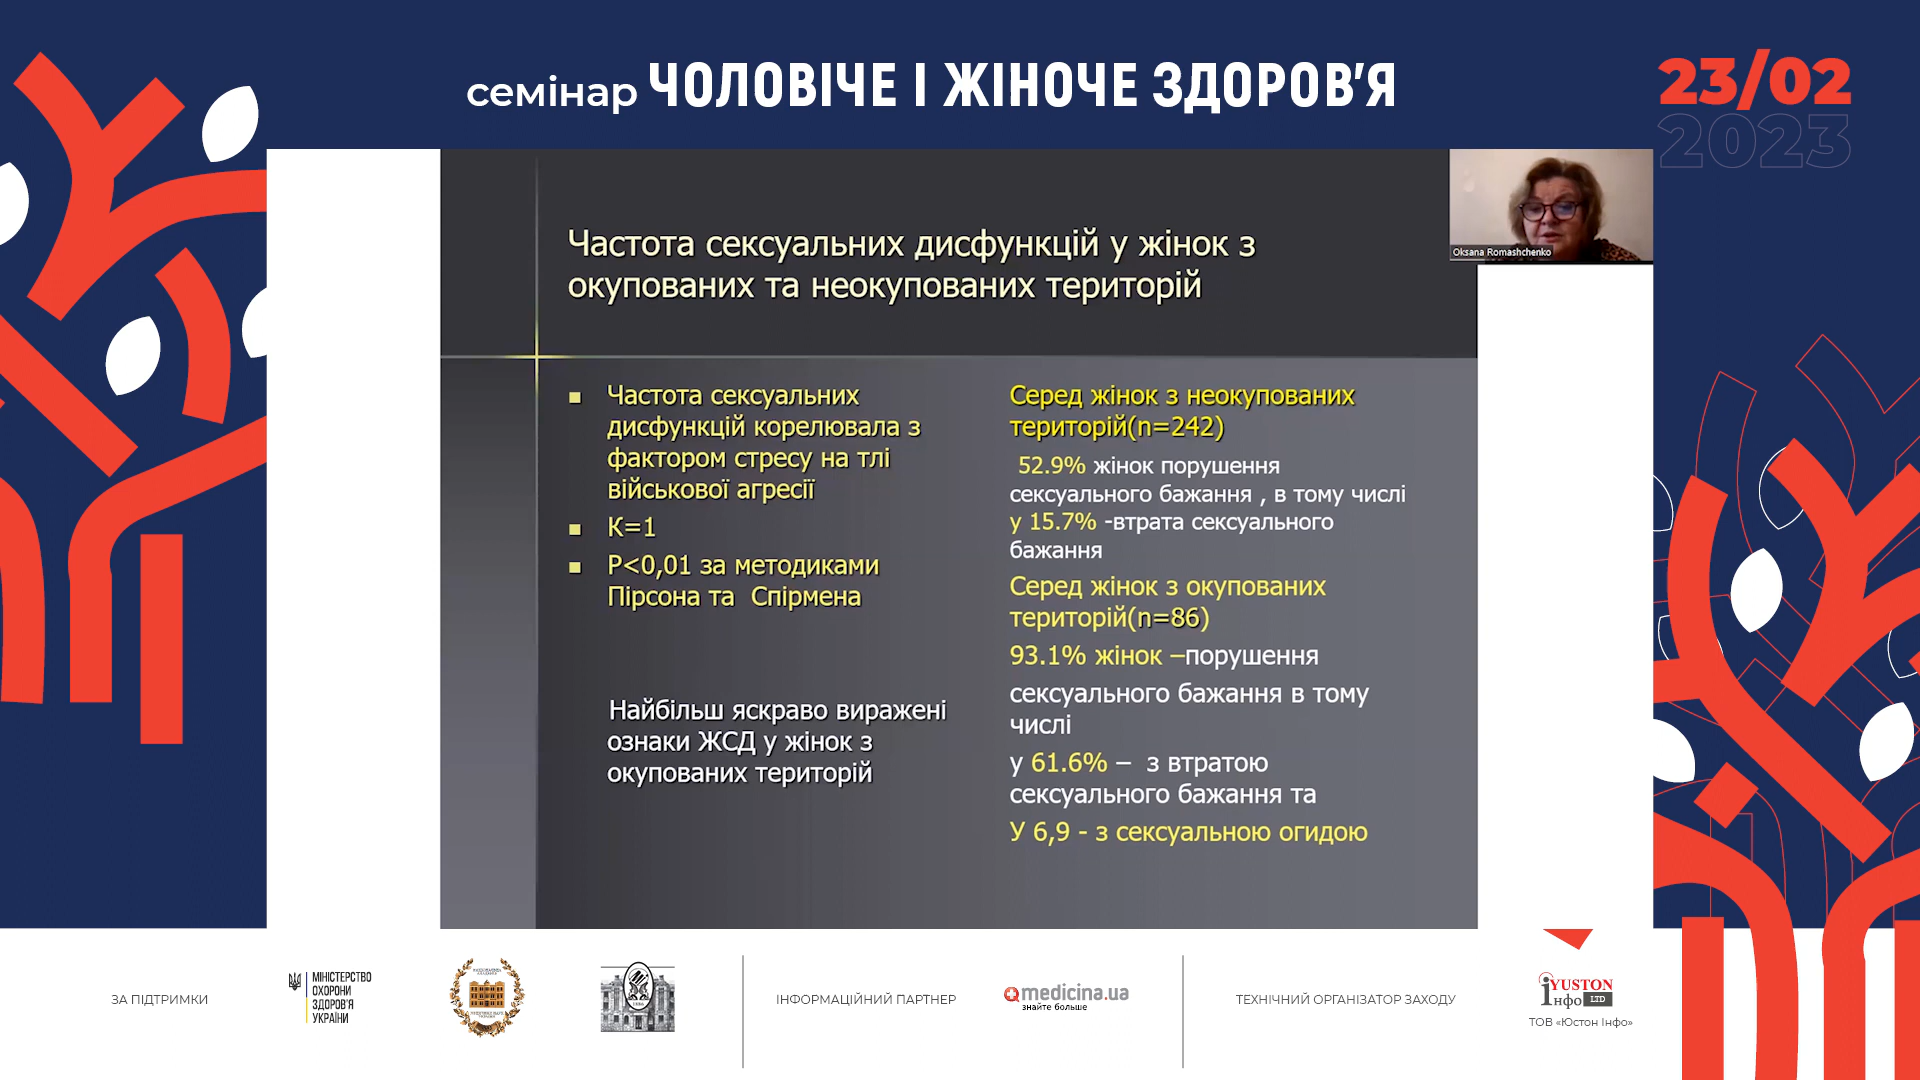 семінар ЧОЛОВІЧЕ І ЖІНОЧЕ ЗДОРОВ'Я
23/02
2023
Oksana Romashchenko
Частота сексуальних дисфункцій у жінок з
окупованих та неокупованих територій
Частота сексуальних
дисфункцій корелювала з
фактором стресу на тлі
військової агресії
К=1
Р<0,01 за методиками
Пірсона та Спірмена
Найбільш яскраво виражені
ознаки ЖСД у жінок з
окупованих територій
Серед жінок з неокупованих
територій(n=242)
52.9% жінок порушення
сексуального бажання , в тому числі
у 15.7% -втрата сексуального
бажання
Серед жінок з окупованих
територій(n=86)
93.1% жінок –порушення
сексуального бажання в тому
числі
у 61.6% – з втратою
сексуального бажання та
У 6,9 - з сексуальною огидою
ЗА ПІДТРИМКИ
МІНІСТЕРСТВО
ОХОРОНИ
ЗДОРОВ'Я
УКРАЇНИ
ІНФОРМАЦІЙНИЙ ПАРТНЕР
medicina.ua
знайте больше
ТЕХНІЧНИЙ ОРГАНІЗАТОР ЗАХОДУ
YUSTON
інфо LTD
ТОВ «Юстон Інфо»